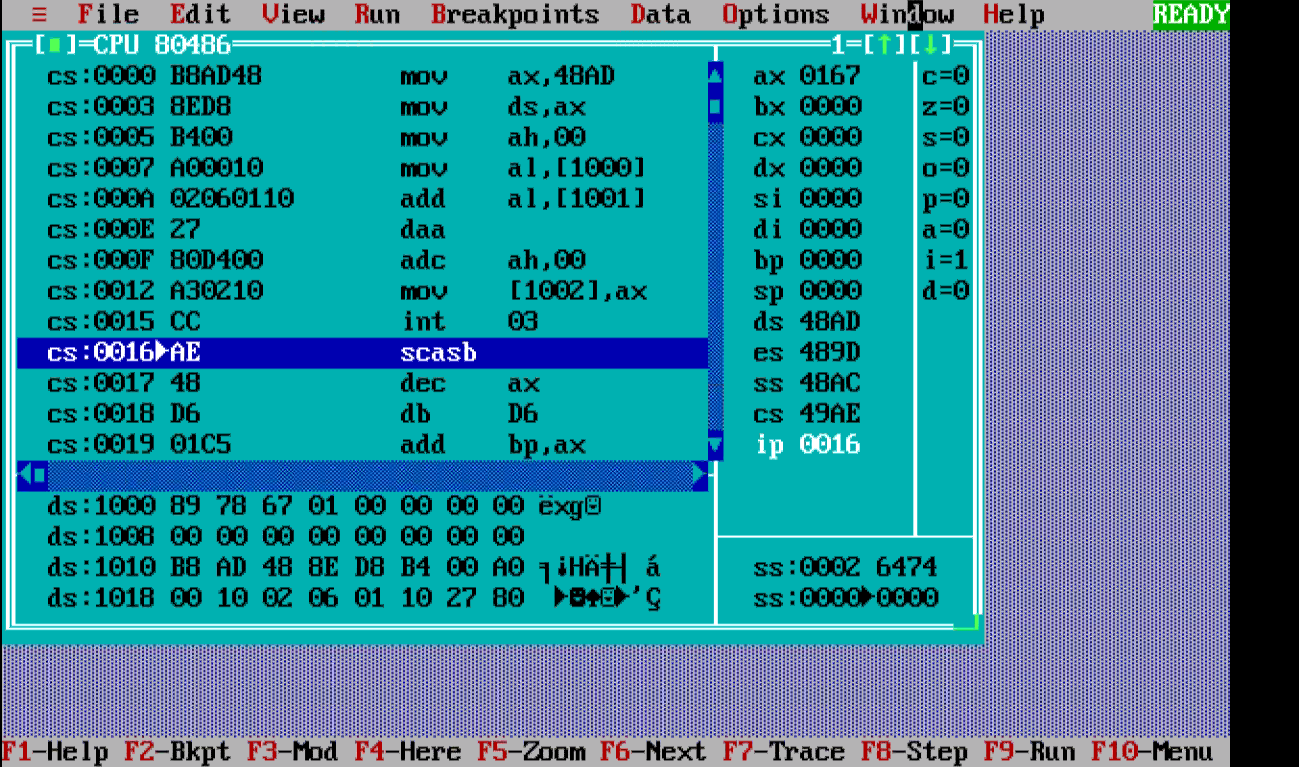 ≡ File Edit View Run Breakpoints Data Options Window Help READY
[■]=CPU 80486 1=[↑][↓]
cs:0000 B8AD48 mov ax,48AD ax 0167 c=0
cs:0003 8ED8 mov ds,ax bx 0000 z=0
cs:0005 B400 mov ah,00 cx 0000 s=0
cs:0007 A00010 mov al,[1000] dx 0000 o=0
cs:000A 02060110 add al,[1001] si 0000 p=0
cs:000E 27 daa di 0000 a=0
cs:000F 80D400 adc ah,00 bp 0000 i=1
cs:0012 A30210 mov [1002],ax sp 0000 d=0
cs:0015 CC int 03 ds 48AD
cs:0016►AE scasb es 489D
cs:0017 48 dec ax ss 48AC
cs:0018 D6 db D6 cs 49AE
cs:0019 01C5 add bp,ax ip 0016
ds:1000 89 78 67 01 00 00 00 00 ëxg☺
ds:1008 00 00 00 00 00 00 00 00
ds:1010 B8 AD 48 8E D8 B4 00 A0 ╕¡HÄ╪┤ á ss:0002 6474
ds:1018 00 10 02 06 01 10 27 80 ►☻♠☺►'Ç ss:0000►0000
F1-Help F2-Bkpt F3-Mod F4-Here F5-Zoom F6-Next F7-Trace F8-Step F9-Run F10-Menu